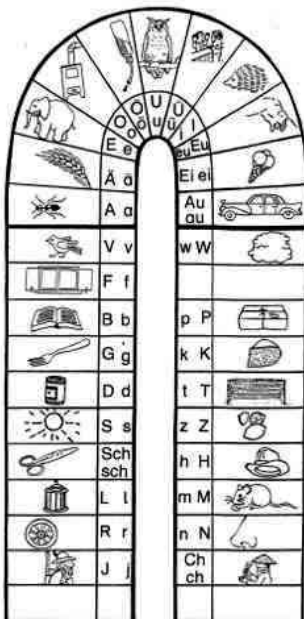 O o
Ö ö
U u
Ü ü
I
E e
eu Eu
Ä ä
Ei ei
A a
Au
au
V v
w W
F f
B b
p P
G g
k K
D d
t T
S s
z Z
Sch
sch
h H
L l
m M
R r
n N
J j
Ch
ch